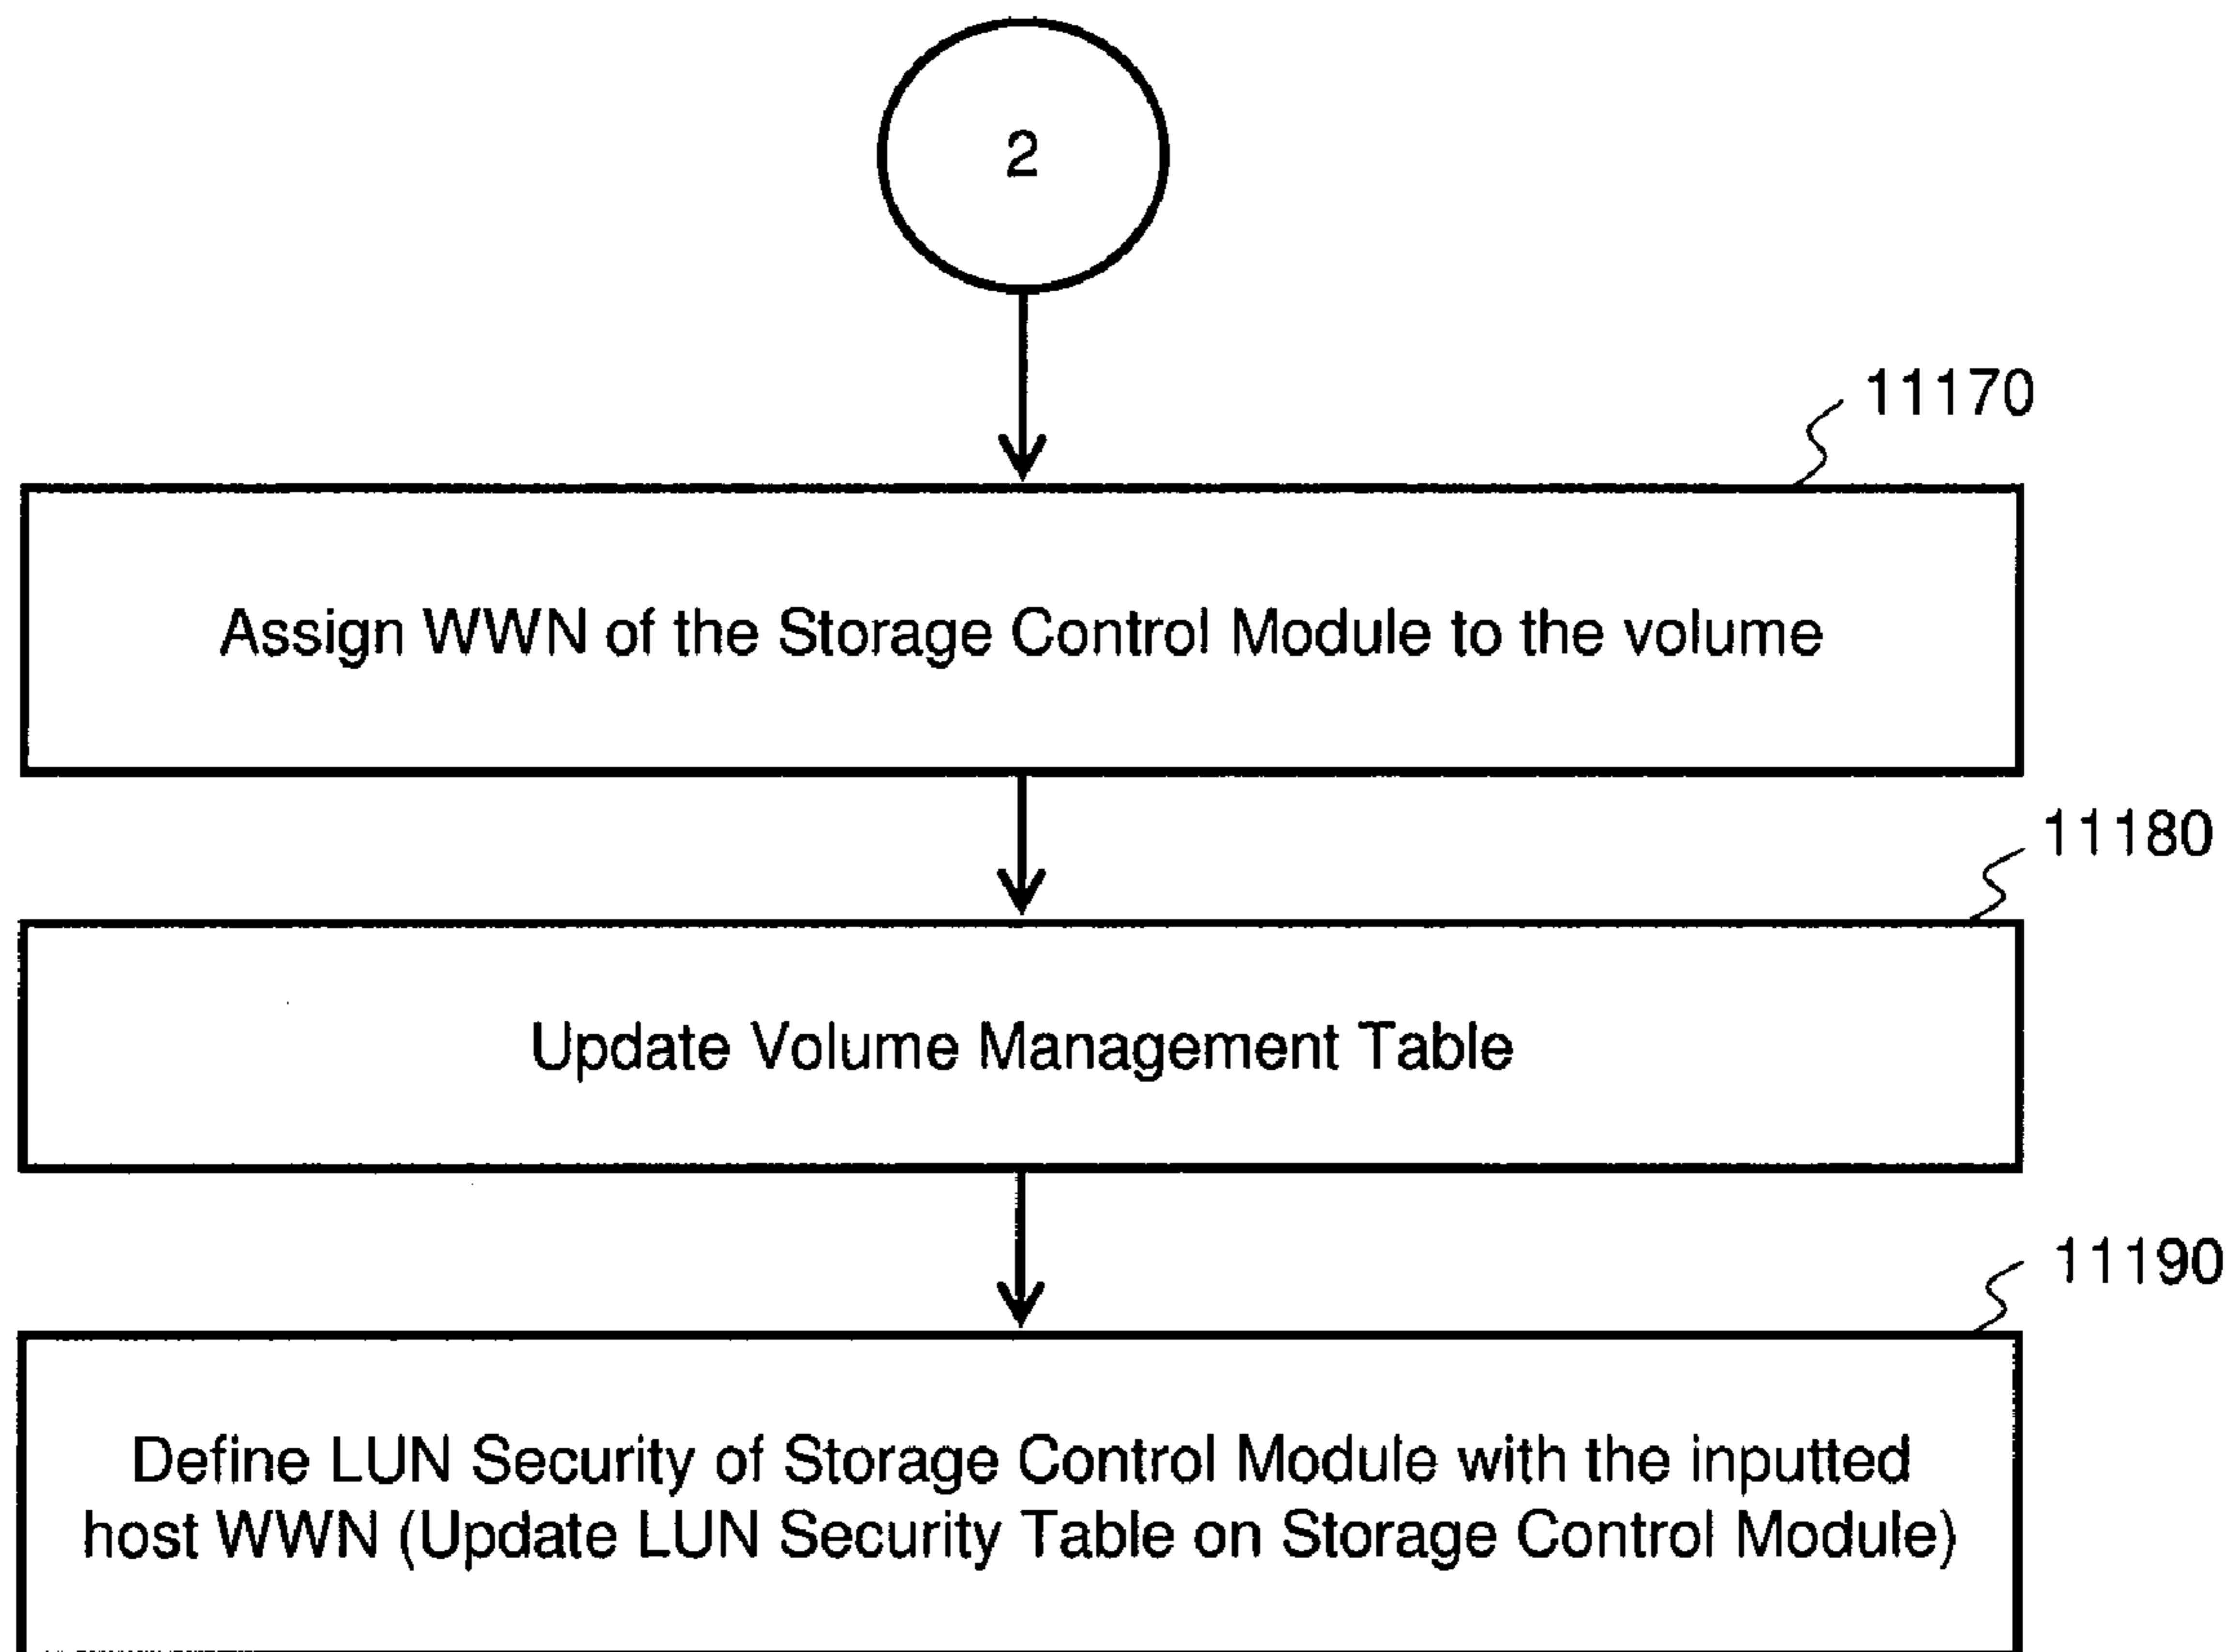 2
11170
Assign WWN of the Storage Control Module to the volume
11180
Update Volume Management Table
11190
Define LUN Security of Storage Control Module with the inputted
host WWN (Update LUN Security Table on Storage Control Module)